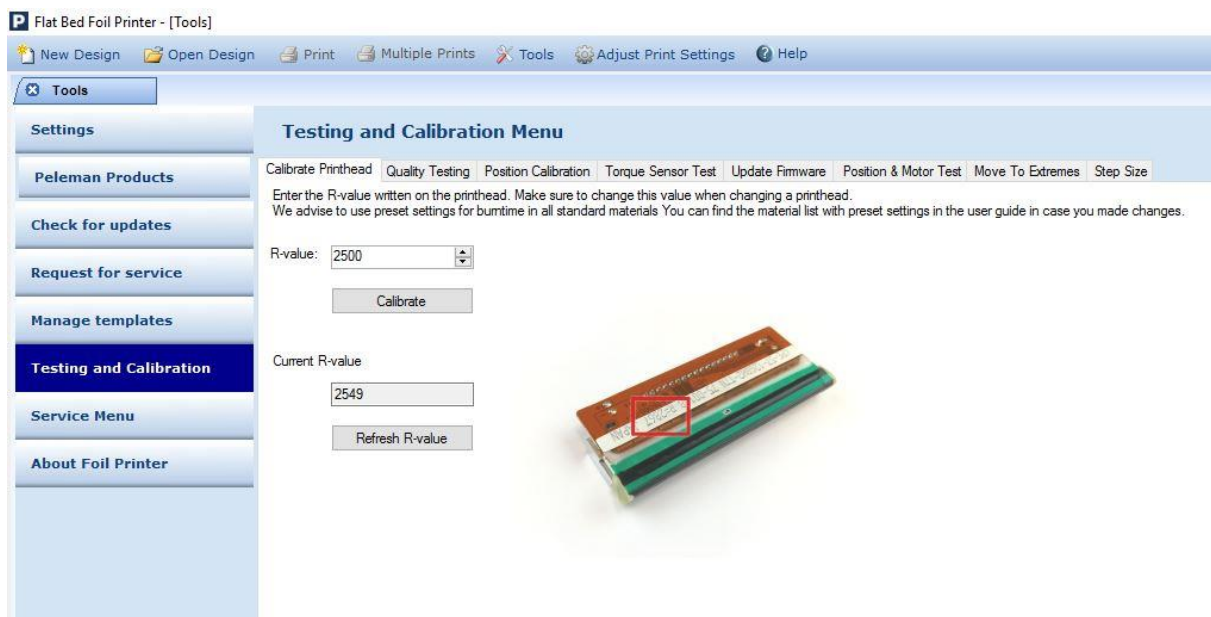 P Flat Bed Foil Printer - [Tools]
New Design Open Design Print Multiple Prints Tools Adjust Print Settings Help
Tools
Settings
Peleman Products
Check for updates
Request for service
Manage templates
Testing and Calibration
Service Menu
About Foil Printer
Testing and Calibration Menu
Calibrate Printhead Quality Testing Position Calibration Torque Sensor Test Update Firmware Position & Motor Test Move To Extremes Step Size
Enter the R-value written on the printhead. Make sure to change this value when changing a printhead.
We advise to use preset settings for burntime in all standard materials You can find the material list with preset settings in the user guide in case you made changes.
R-value: 2500
Calibrate
Current R-value
2549
Refresh R-value